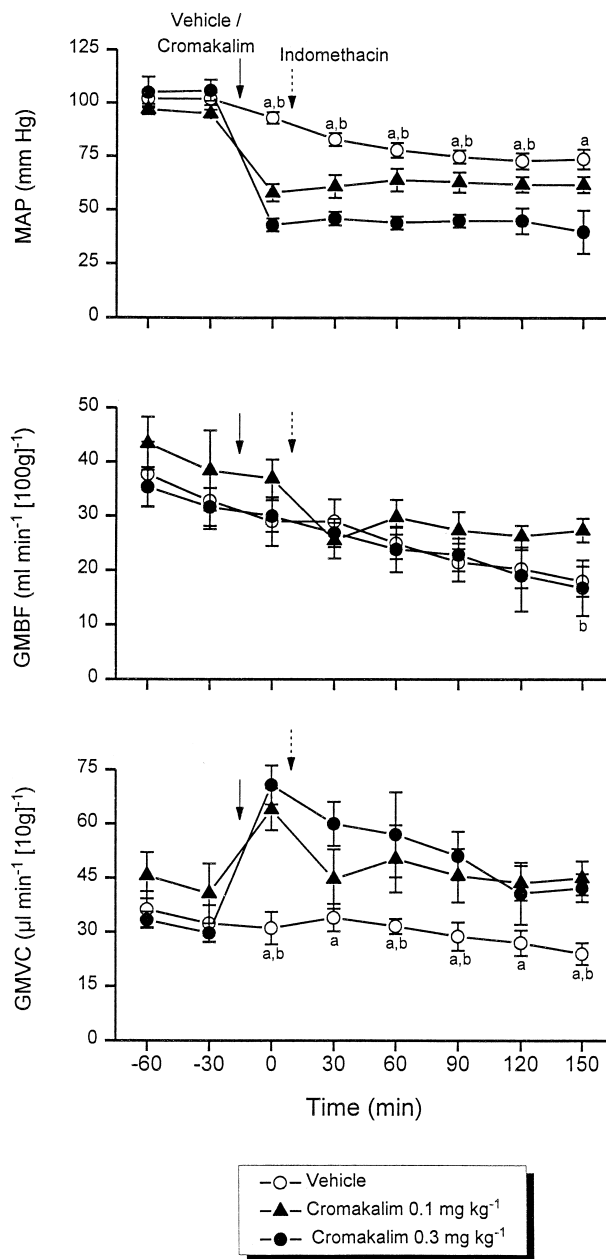 Vehicle /
Cromakalim
Indomethacin
125
100
75
50
25
0
MAP (mm Hg)
a,b
a,b
a,b
a,b
a,b
a
50
40
30
20
10
0
GMBF (ml min⁻¹ [100g]⁻¹)
b
75
60
45
30
15
0
GMVC (µl min⁻¹ [10g]⁻¹)
a,b
a
a,b
a,b
a
a,b
-60 -30 0 30 60 90 120 150
Time (min)
Vehicle
Cromakalim 0.1 mg kg⁻¹
Cromakalim 0.3 mg kg⁻¹